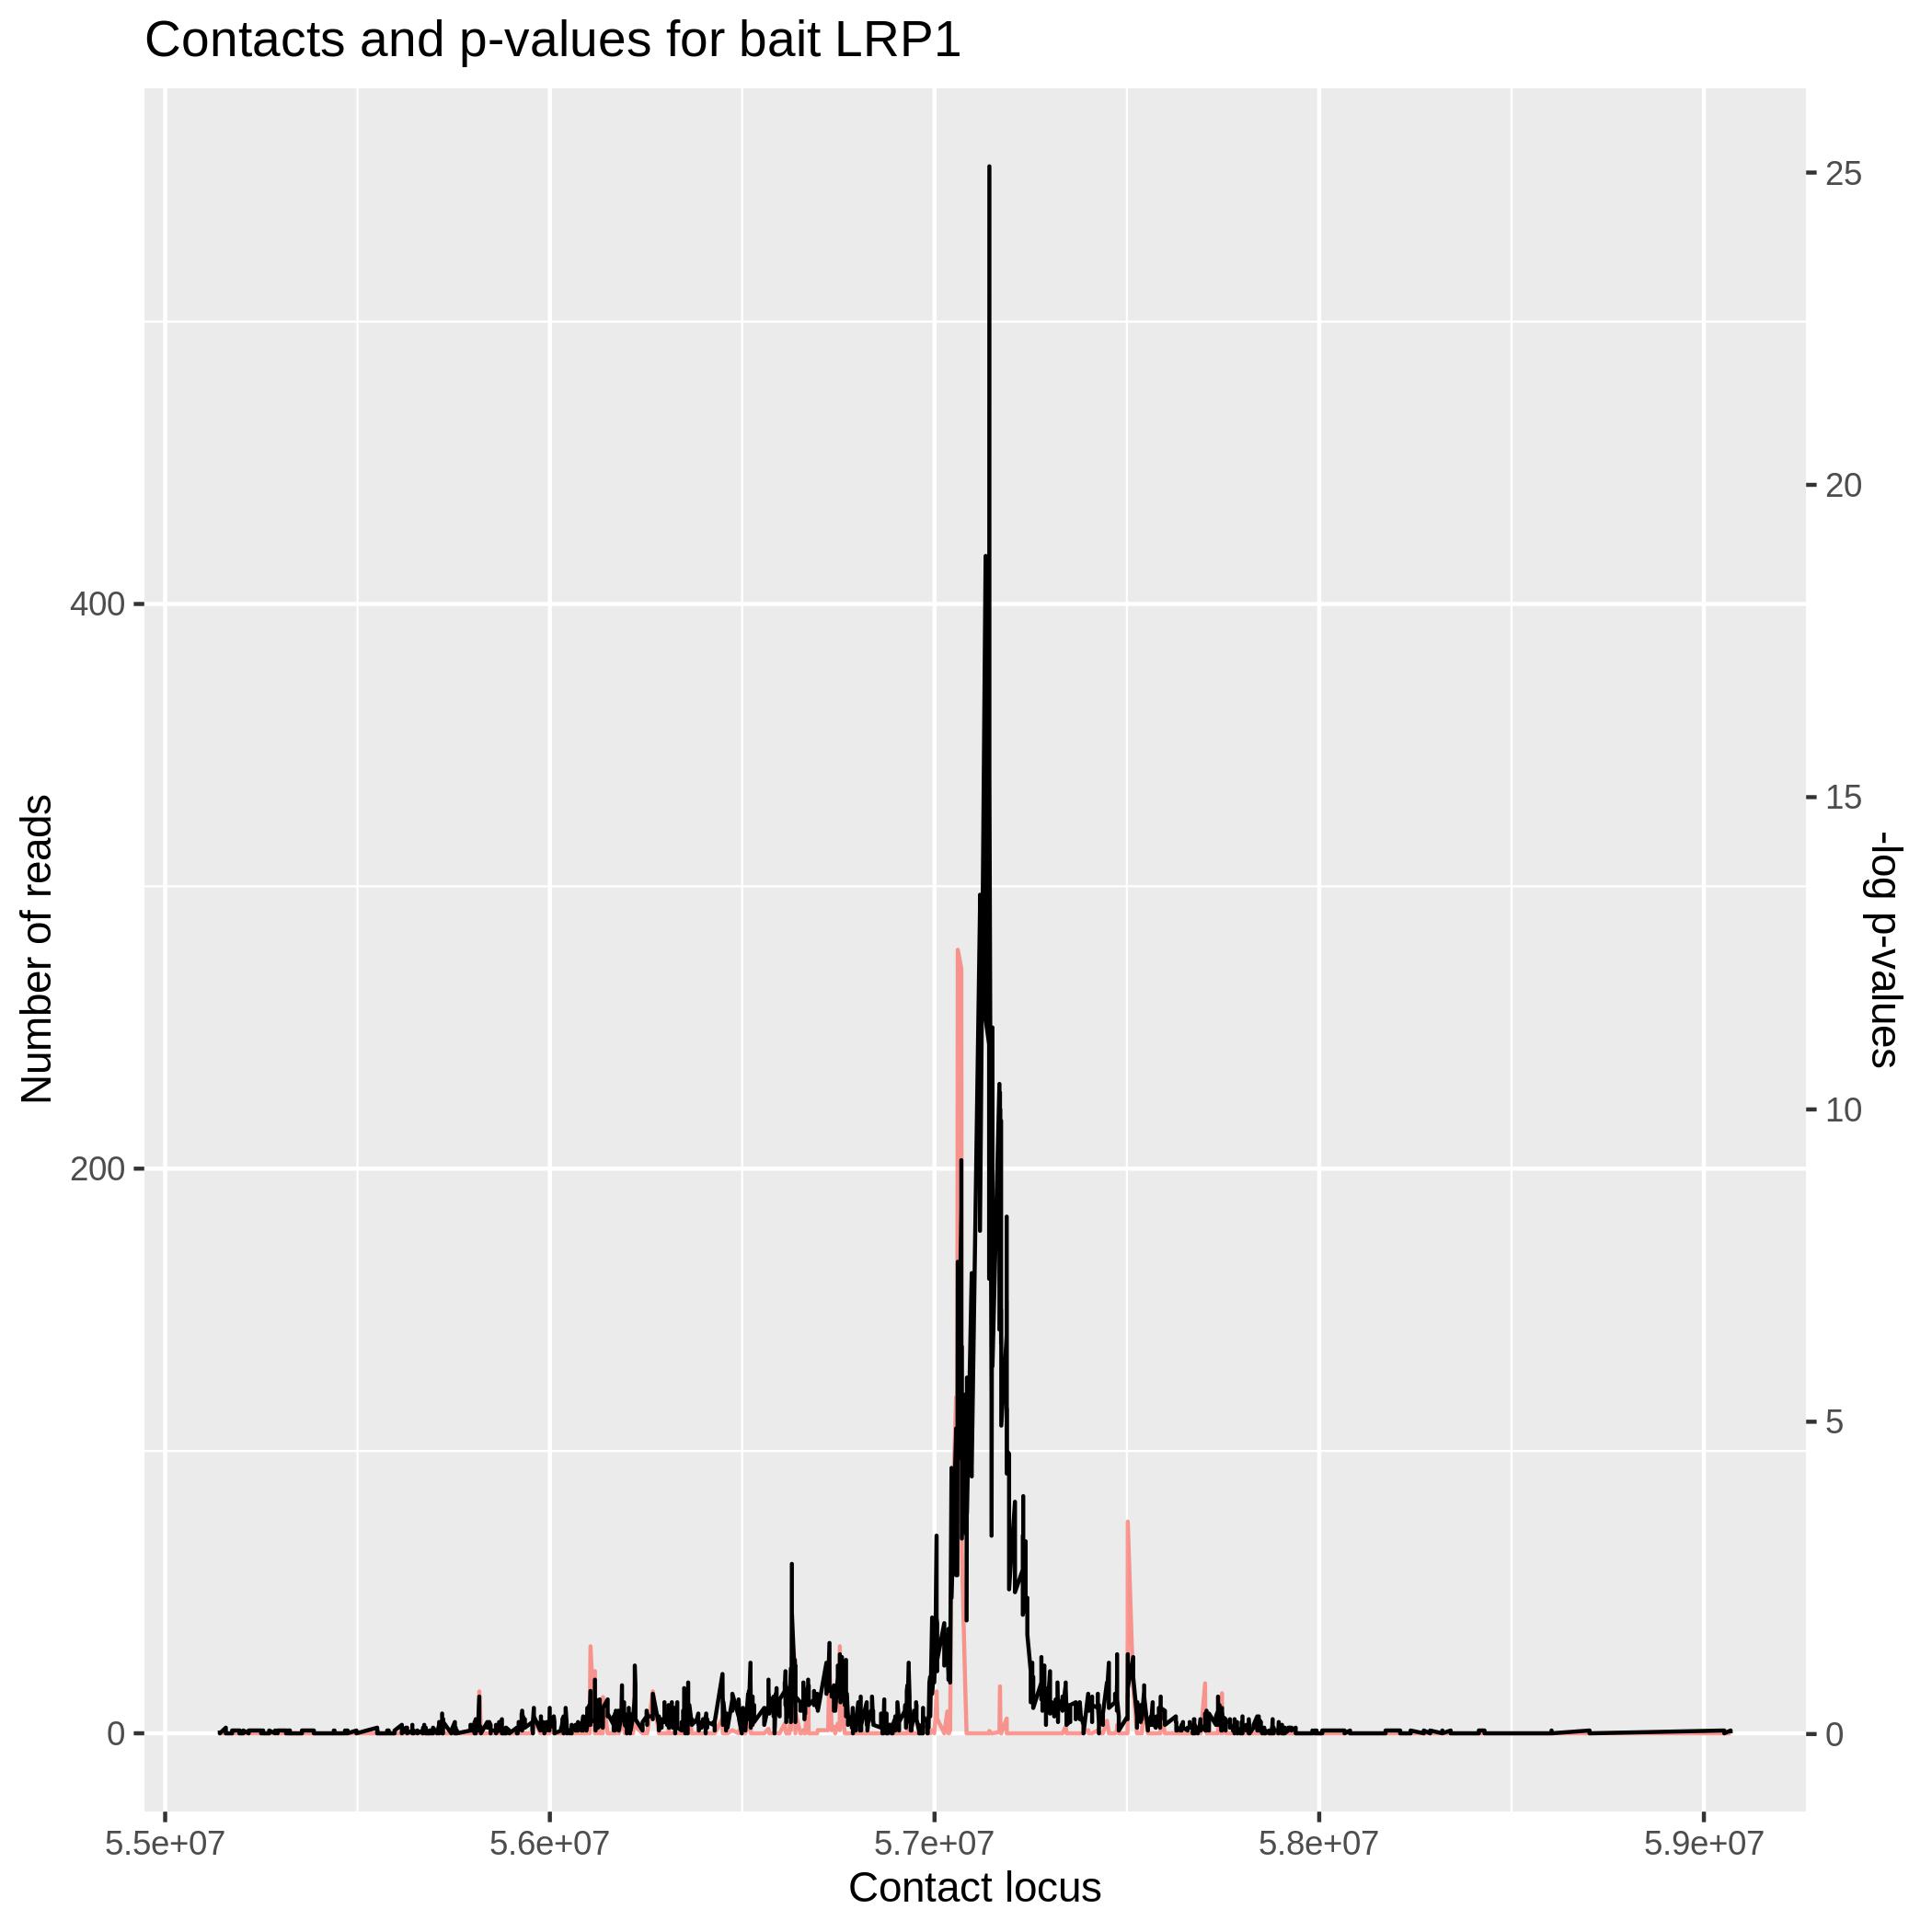 Contacts and p-values for bait LRP1
25
20
400
15
Number of reads
-log p-values
10
200
5
0
0
5.5e+07
5.6e+07
5.7e+07
5.8e+07
5.9e+07
Contact locus